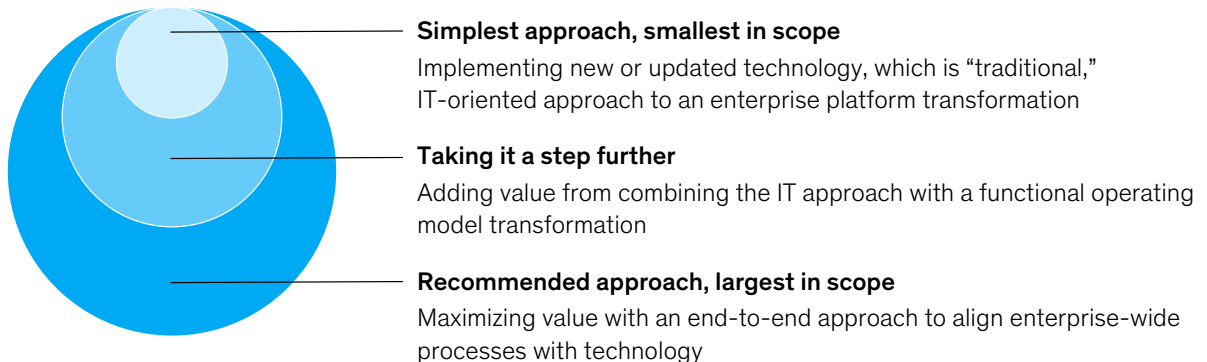 Simplest approach, smallest in scope
Implementing new or updated technology, which is “traditional,”
IT-oriented approach to an enterprise platform transformation
Taking it a step further
Adding value from combining the IT approach with a functional operating
model transformation
Recommended approach, largest in scope
Maximizing value with an end-to-end approach to align enterprise-wide
processes with technology